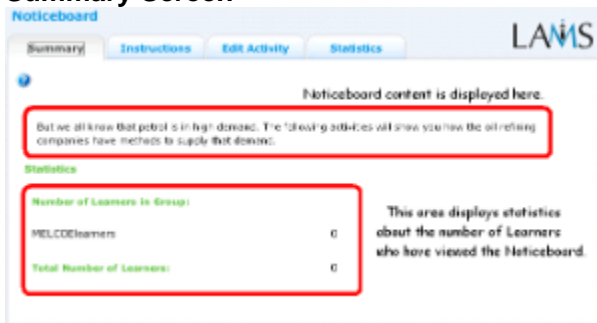 Summary Screen
Noticeboard
LAMS
Summary Instructions Edit Activity Statistics
Noticeboard content is displayed here.
But we all know that petrol is in high demand. The following activities will show you how the oil refining
companies have methods to supply that demand.
Statistics
Number of Learners in Group:
MELCOElearners 0
Total Number of Learners: 0
This area displays statistics
about the number of Learners
who have viewed the Noticeboard.